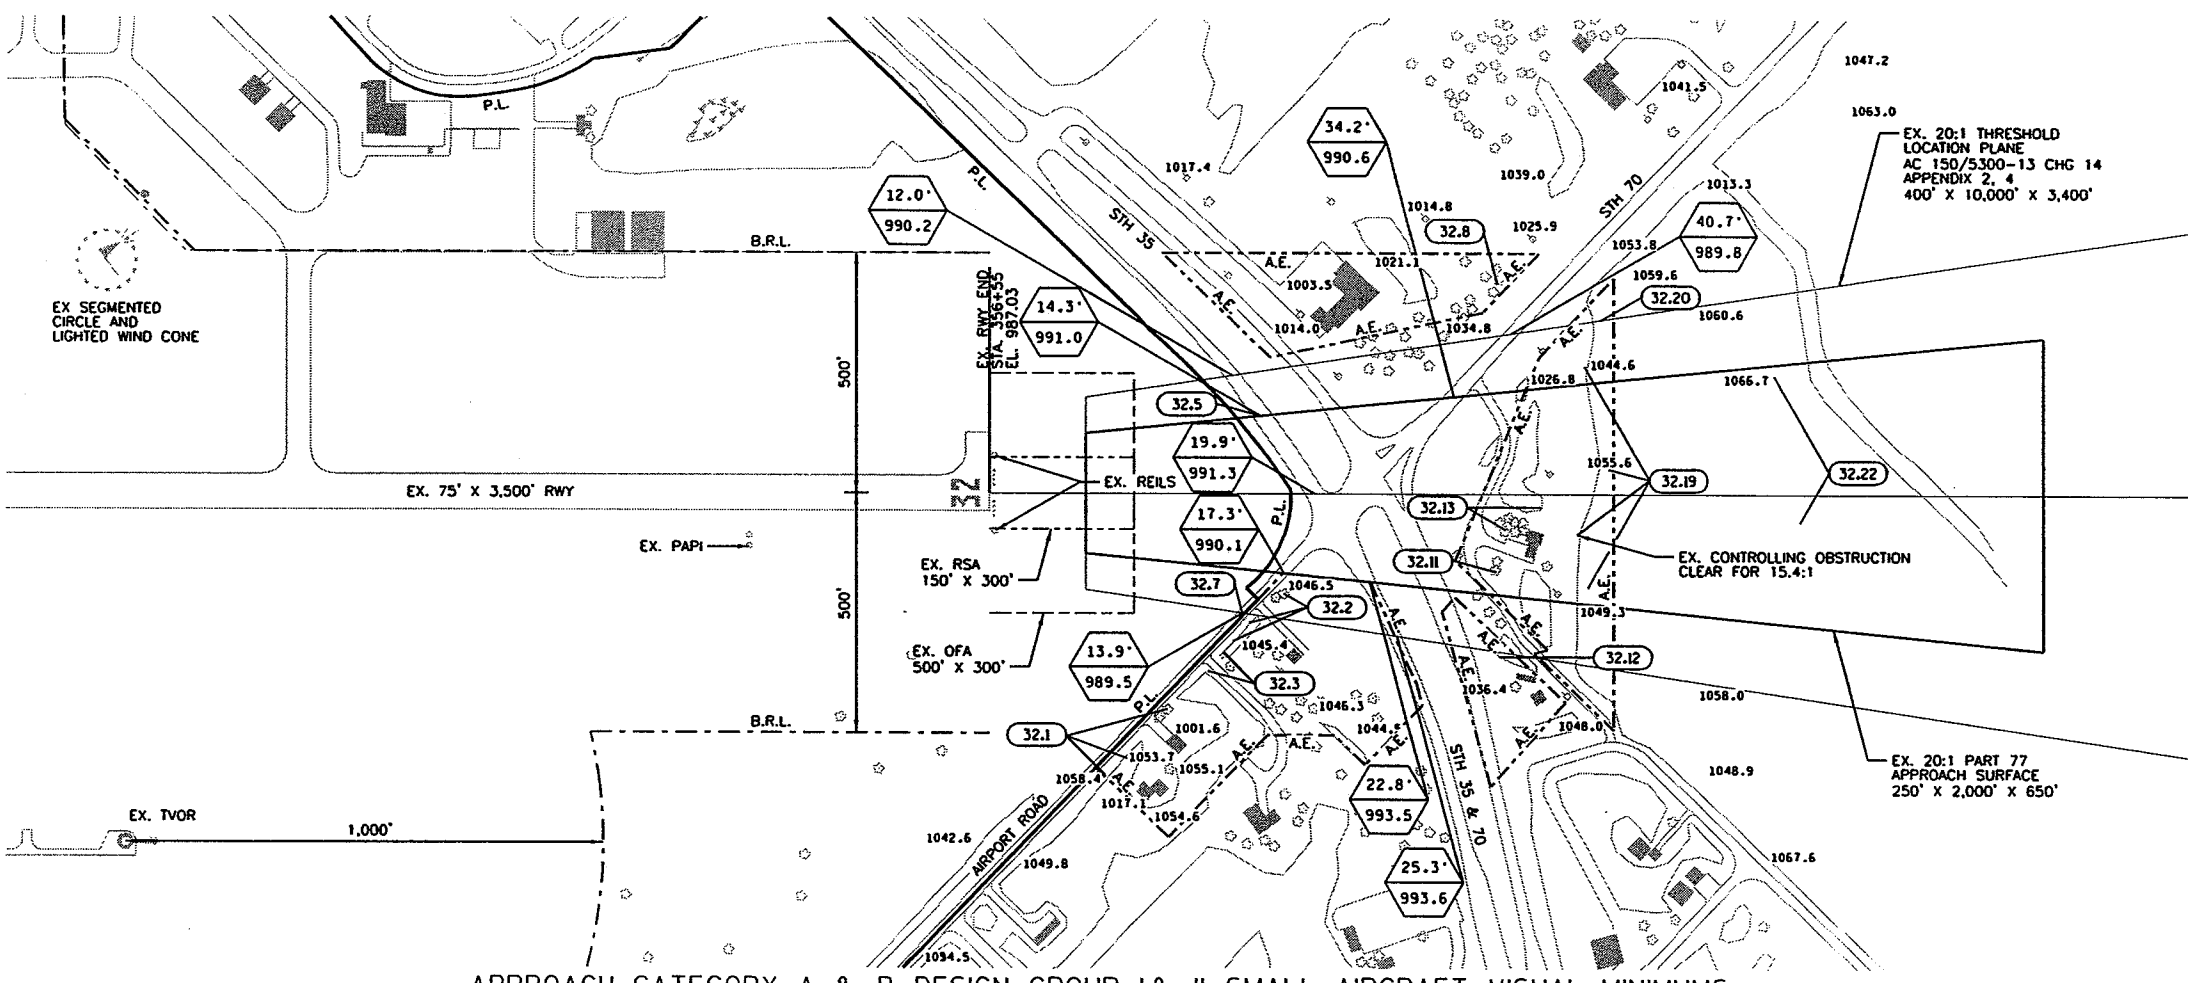 1047.2
1041.5
1063.0
P.L.
34.2'
990.6
EX. 20:1 THRESHOLD
LOCATION PLANE
AC 150/5300-13 CHG 14
APPENDIX 2, 4
400' X 10,000' X 3,400'
1017.4
1039.0
P.L.
1013.3
12.0'
990.2
STH 35
1014.8
STH 70
32.8
1025.9
40.7'
989.8
B.R.L.
1053.8
A.E.
1021.1
A.E.
1059.6
EX SEGMENTED
CIRCLE AND
LIGHTED WIND CONE
EX. RWY END
STA. 356+55
EL. 987.03
1003.5
A.E.
32.20
14.3'
991.0
1014.0
A.E.
1034.8
A.E.
1060.6
500'
1044.6
1026.8
1066.7
32.5
A.E.
19.9'
991.3
1055.6
32.19
32.22
EX. 75' X 3,500' RWY
32
EX. REILS
32.13
17.3'
990.1
P.L.
EX. PAPI
EX. CONTROLLING OBSTRUCTION
CLEAR FOR 15.4:1
32.11
EX. RSA
150' X 300'
32.7
1046.5
A.E.
32.2
1049.3
500'
A.E.
A.E.
A.E.
EX. OFA
500' X 300'
13.9'
989.5
1045.4
32.12
A.E.
32.3
1036.4
1058.0
P.L.
1046.3
B.R.L.
32.1
1001.6
A.E.
A.E.
A.E.
A.E.
1048.0
1053.7
STH 35 & 70
1058.4
A.E.
1055.1
1048.9
EX. 20:1 PART 77
APPROACH SURFACE
250' X 2,000' X 650'
22.8'
993.5
1017.1
1054.6
EX. TVOR
1,000'
1042.6
AIRPORT ROAD
1049.8
1067.6
25.3'
993.6